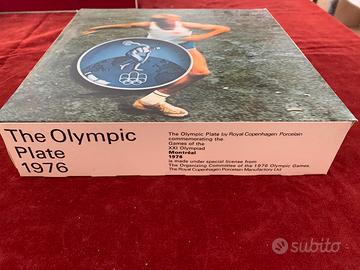 The Olympic
Plate
1976
The Olympic Plate by Royal Copenhagen Porcelain
commemorating the
Games of the
XXI Olympiad
Montréal
1976
is made under special license from
The Organizing Committee of the 1976 Olympic Games.
The Royal Copenhagen Porcelain Manufactory Ltd
subito